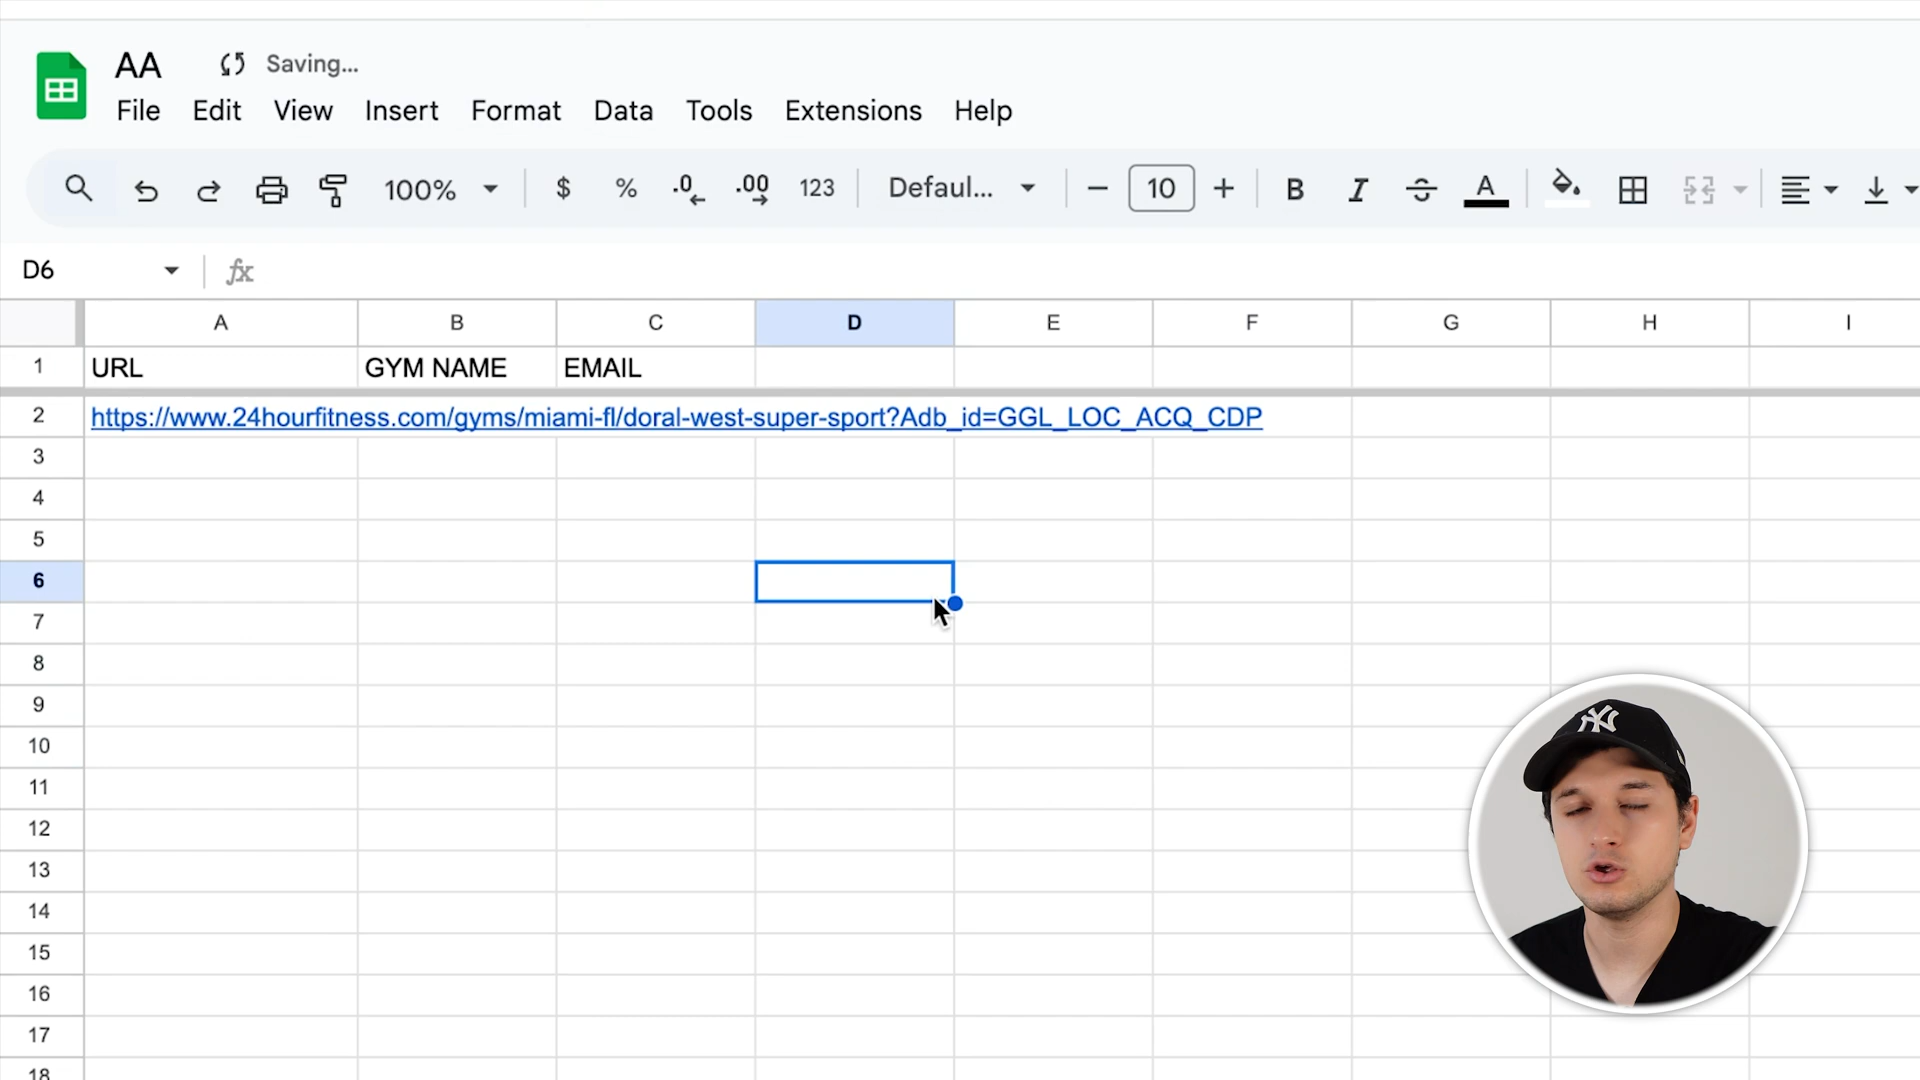 AA Saving...
File Edit View Insert Format Data Tools Extensions Help
100% $ % .0 .00 123 Defaul... 10 B I S A
D6 fx
A B C D E F G H I
1 URL GYM NAME EMAIL
2 https://www.24hourfitness.com/gyms/miami-fl/doral-west-super-sport?Adb_id=GGL_LOC_ACQ_CDP
3
4
5
6
7
8
9
10
11
12
13
14
15
16
17
18
NY